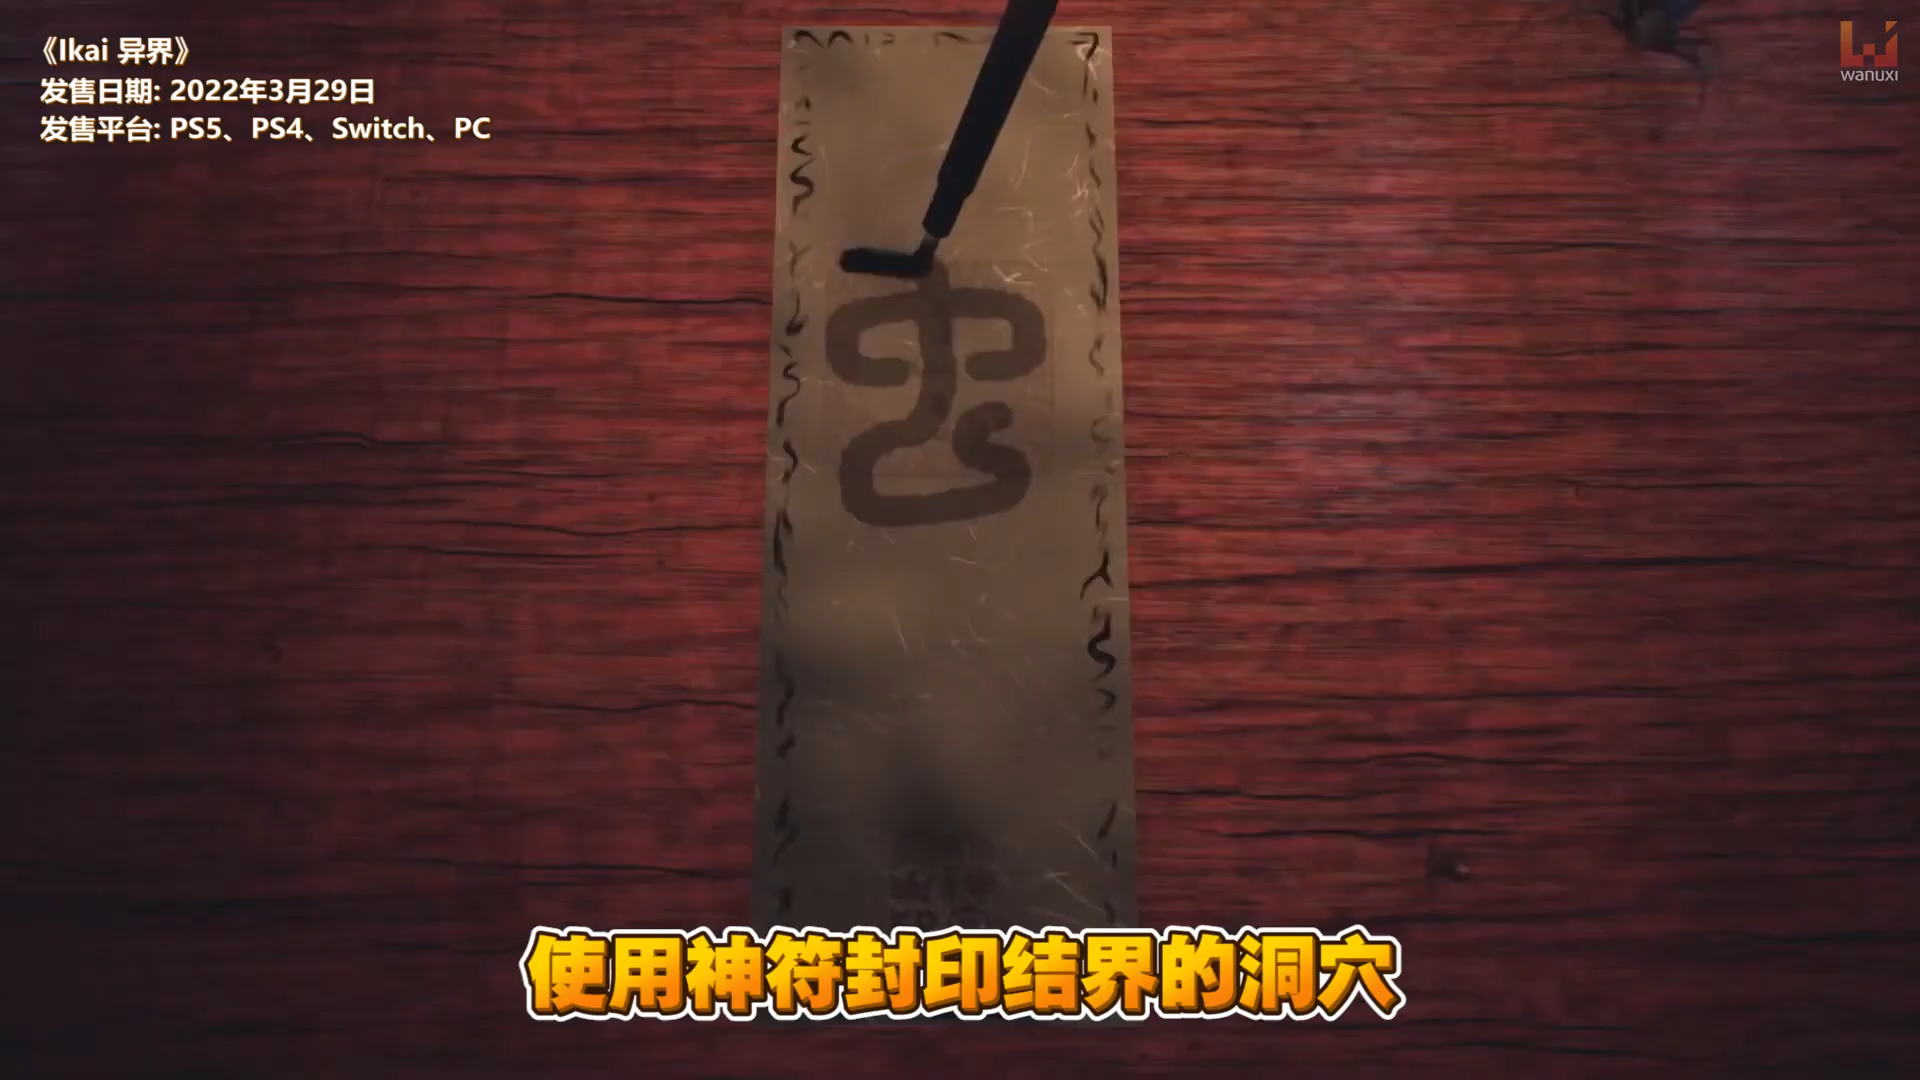 《Ikai 异界》
发售日期: 2022年3月29日
发售平台: PS5、PS4、Switch、PC
wanuxi
使用神符封印结界的洞穴